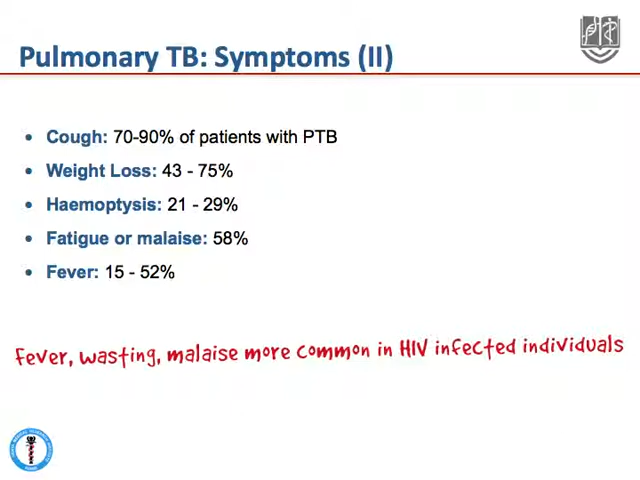 Pulmonary TB: Symptoms (II)
• Cough: 70-90% of patients with PTB
• Weight Loss: 43 - 75%
• Haemoptysis: 21 - 29%
• Fatigue or malaise: 58%
• Fever: 15 - 52%
Fever, wasting, malaise more common in HIV infected individuals